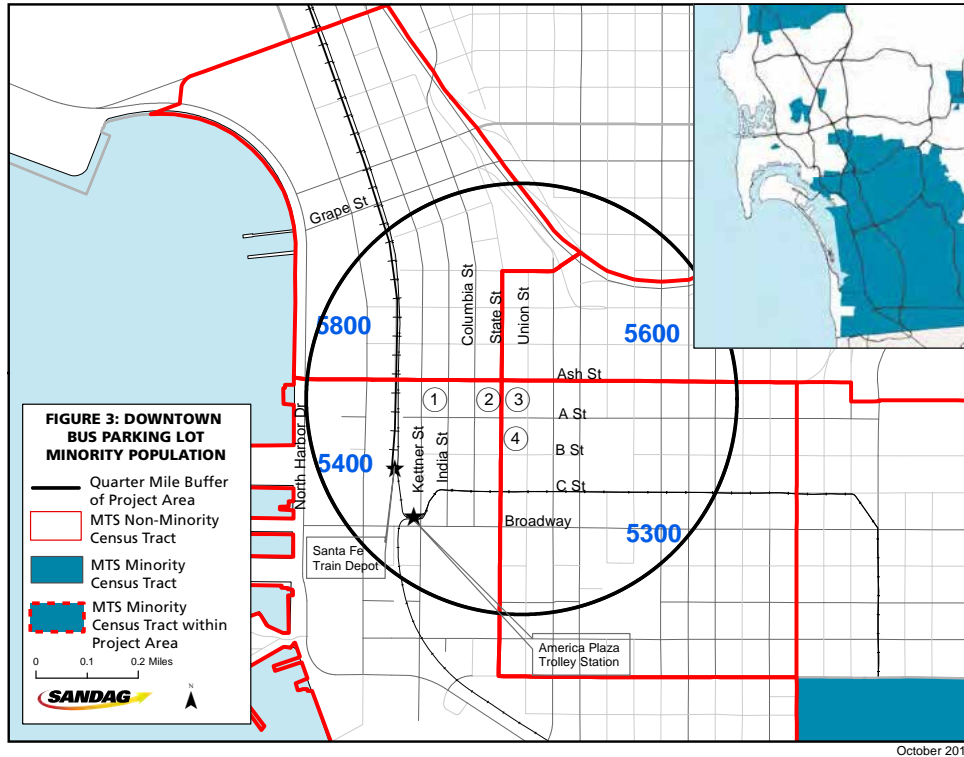 Grape St
Columbia St
State St
Union St
5800
5600
Ash St
1
2
3
A St
4
B St
North Harbor Dr
5400
Kettner St
India St
C St
Broadway
5300
Santa Fe
Train Depot
America Plaza
Trolley Station
FIGURE 3: DOWNTOWN
BUS PARKING LOT
MINORITY POPULATION
Quarter Mile Buffer
of Project Area
MTS Non-Minority
Census Tract
MTS Minority
Census Tract
MTS Minority
Census Tract within
Project Area
0 0.1 0.2 Miles
SANDAG
N
October 201